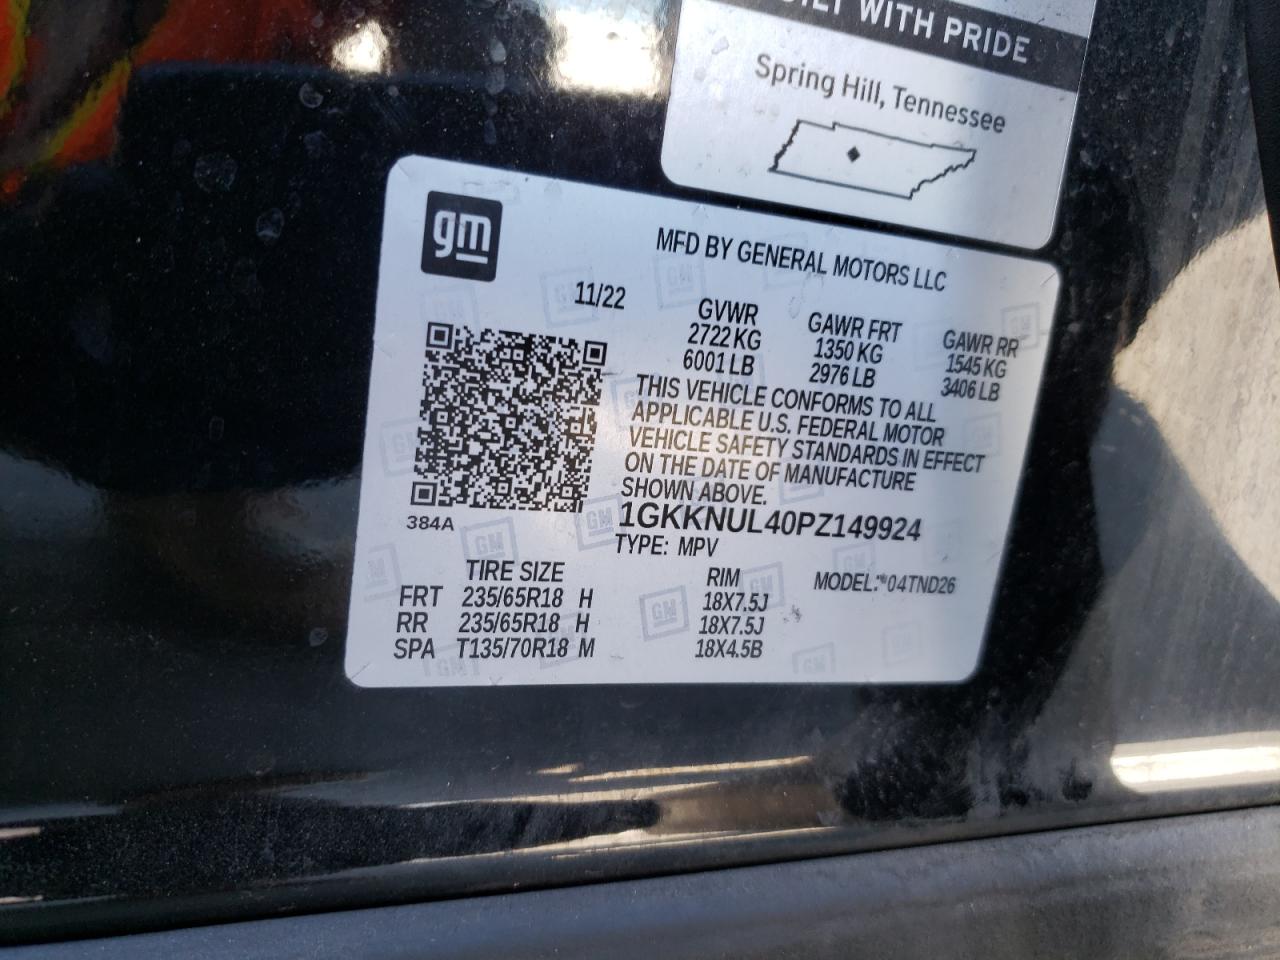 BUILT WITH PRIDE
Spring Hill, Tennessee
gm
MFD BY GENERAL MOTORS LLC
11/22
GVWR
2722 KG
6001 LB
GAWR FRT
1350 KG
2976 LB
GAWR RR
1545 KG
3406 LB
THIS VEHICLE CONFORMS TO ALL
APPLICABLE U.S. FEDERAL MOTOR
VEHICLE SAFETY STANDARDS IN EFFECT
ON THE DATE OF MANUFACTURE
SHOWN ABOVE.
384A
1GKKNUL40PZ149924
TYPE: MPV
MODEL:*04TND26
TIRE SIZE RIM
FRT 235/65R18 H 18X7.5J
RR 235/65R18 H 18X7.5J
SPA T135/70R18 M 18X4.5B